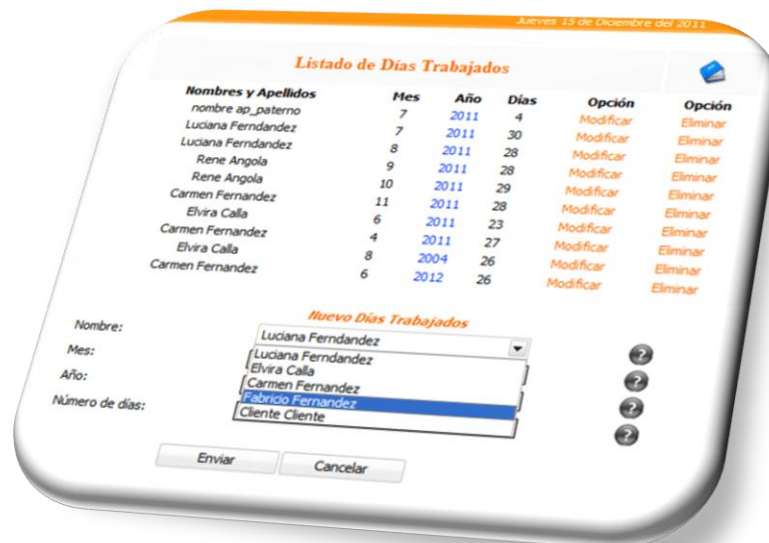 Jueves 15 de Diciembre del 2011
Listado de Días Trabajados
Nombres y Apellidos Mes Año Días Opción Opción
nombre ap_paterno 7 2011 4 Modificar Eliminar
Luciana Ferndandez 7 2011 30 Modificar Eliminar
Luciana Ferndandez 8 2011 28 Modificar Eliminar
Rene Angola 9 2011 28 Modificar Eliminar
Rene Angola 10 2011 29 Modificar Eliminar
Carmen Fernandez 11 2011 28 Modificar Eliminar
Elvira Calla 6 2011 23 Modificar Eliminar
Carmen Fernandez 4 2011 27 Modificar Eliminar
Elvira Calla 8 2004 26 Modificar Eliminar
Carmen Fernandez 6 2012 26 Modificar Eliminar
Nuevo Días Trabajados
Nombre: Luciana Ferndandez
Luciana Ferndandez
Mes: Elvira Calla
Carmen Fernandez
Año: Fabricio Fernandez
Cliente Cliente
Número de días:
Enviar Cancelar